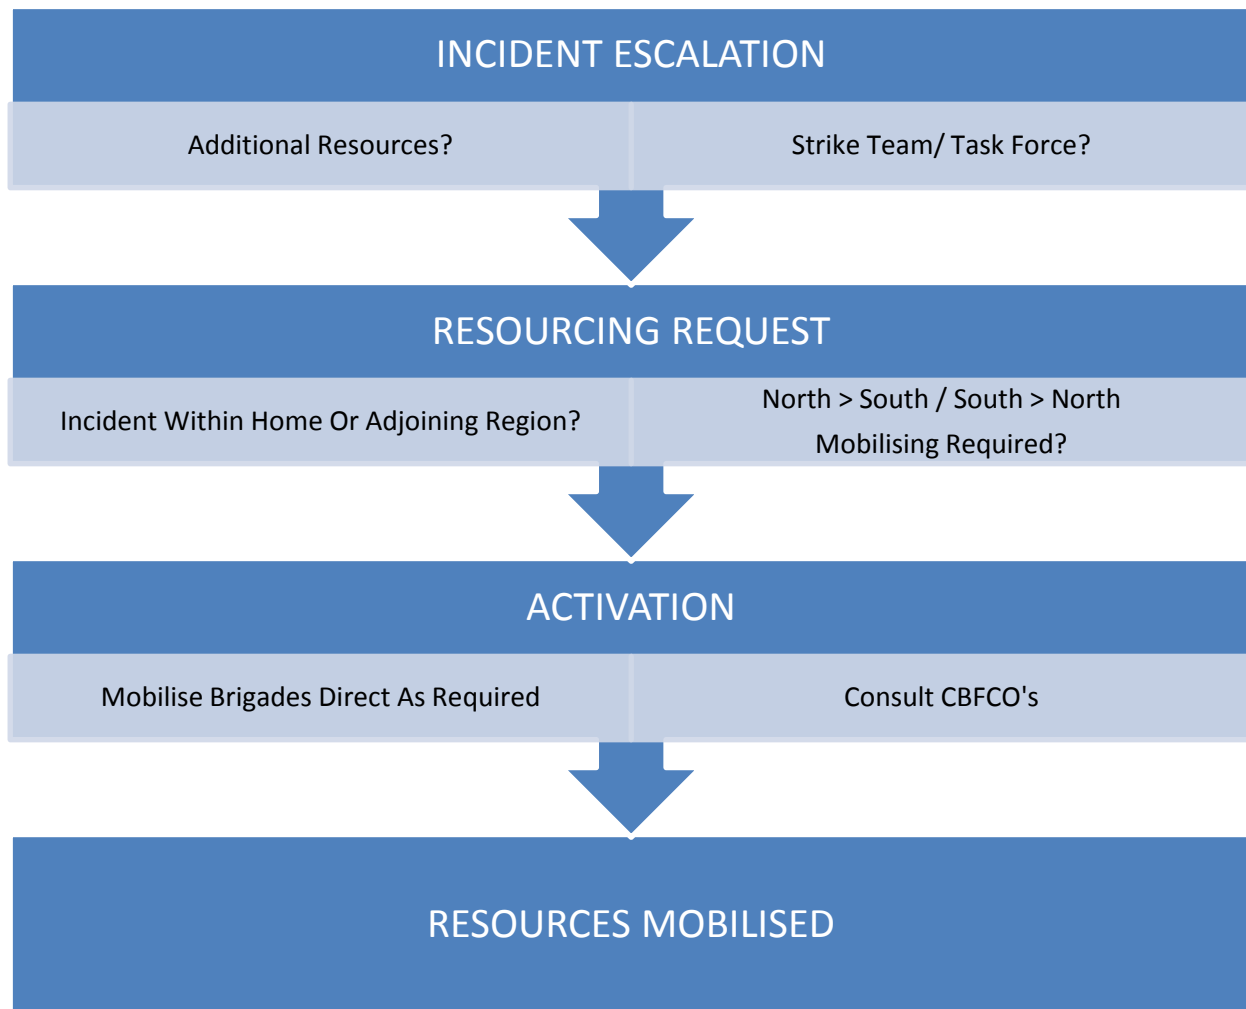 INCIDENT ESCALATION
Additional Resources?
Strike Team/ Task Force?
RESOURCING REQUEST
Incident Within Home Or Adjoining Region?
North > South / South > North
Mobilising Required?
ACTIVATION
Mobilise Brigades Direct As Required
Consult CBFCO's
RESOURCES MOBILISED